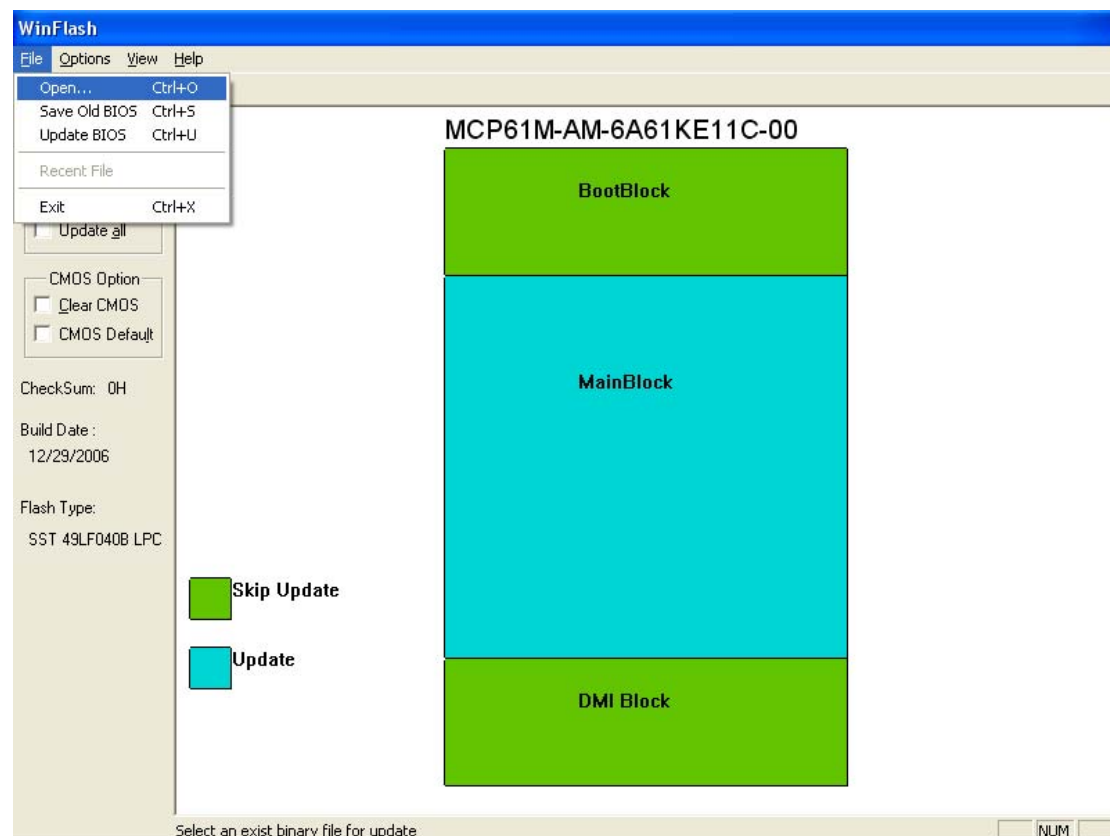 WinFlash
File Options View Help
Open... Ctrl+O
Save Old BIOS Ctrl+S
Update BIOS Ctrl+U
Recent File
Exit Ctrl+X
Update all
CMOS Option
Clear CMOS
CMOS Default
CheckSum: 0H
Build Date :
12/29/2006
Flash Type:
SST 49LF040B LPC
MCP61M-AM-6A61KE11C-00
BootBlock
MainBlock
DMI Block
Skip Update
Update
Select an exist binary file for update
NUM